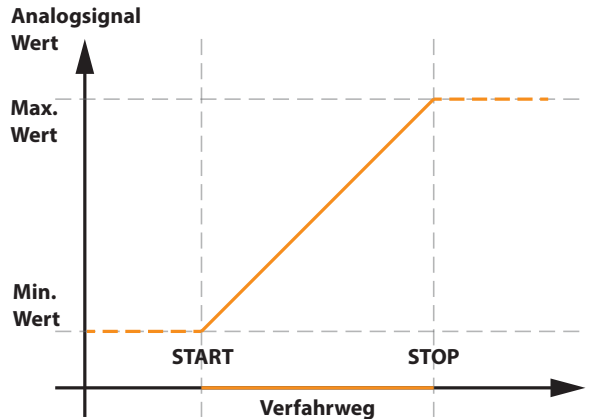 Analogsignal
Wert
Max.
Wert
Min.
Wert
START
STOP
Verfahrweg